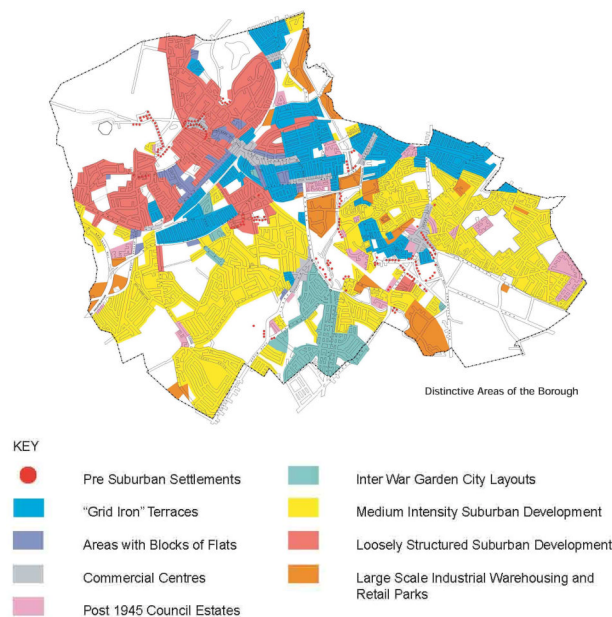 Distinctive Areas of the Borough
KEY
Pre Suburban Settlements
"Grid Iron" Terraces
Areas with Blocks of Flats
Commercial Centres
Post 1945 Council Estates
Inter War Garden City Layouts
Medium Intensity Suburban Development
Loosely Structured Suburban Development
Large Scale Industrial Warehousing and
Retail Parks